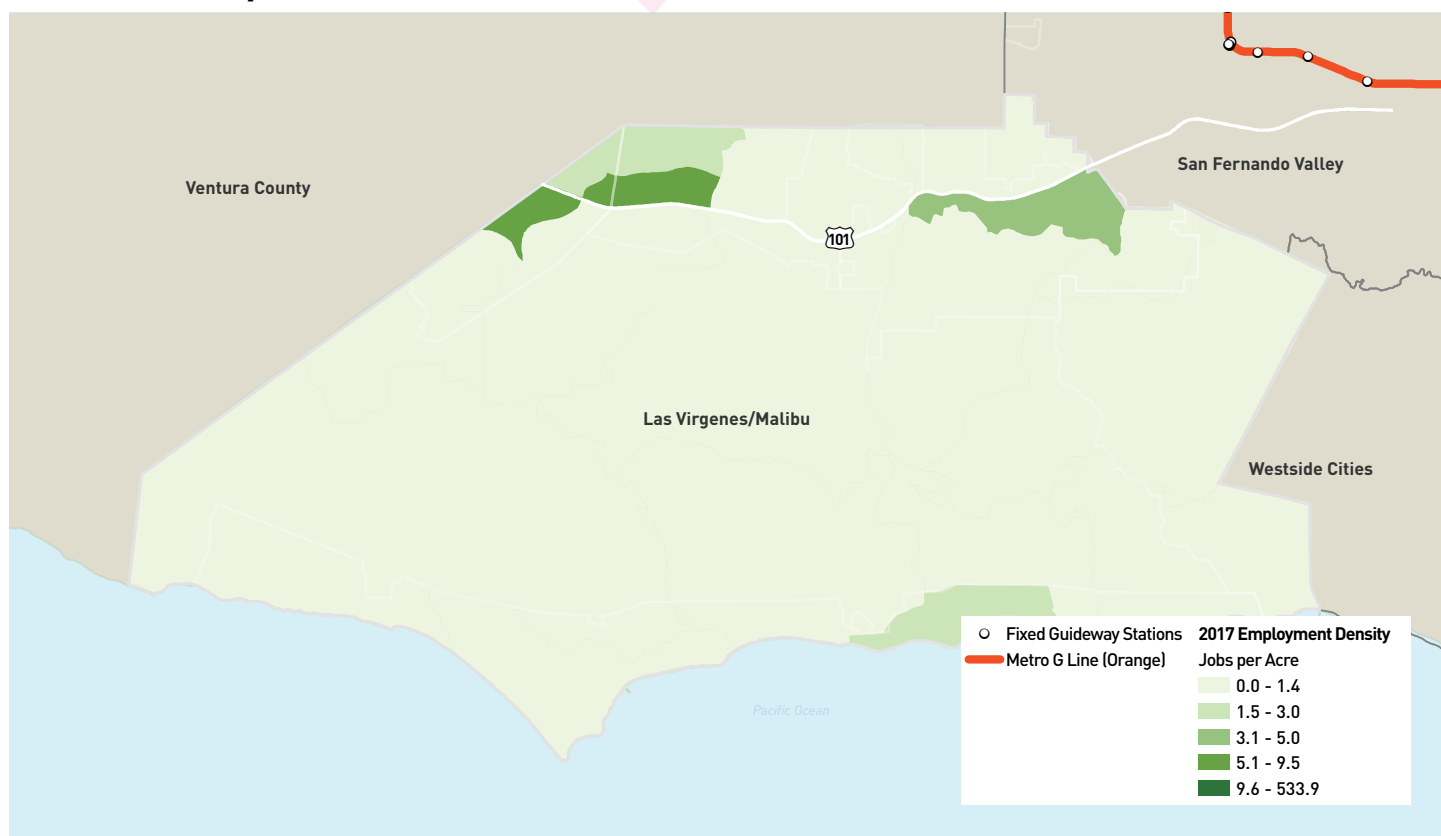 Ventura County
San Fernando Valley
101
Las Virgenes/Malibu
Westside Cities
Pacific Ocean
Fixed Guideway Stations
Metro G Line (Orange)
2017 Employment Density
Jobs per Acre
0.0 - 1.4
1.5 - 3.0
3.1 - 5.0
5.1 - 9.5
9.6 - 533.9